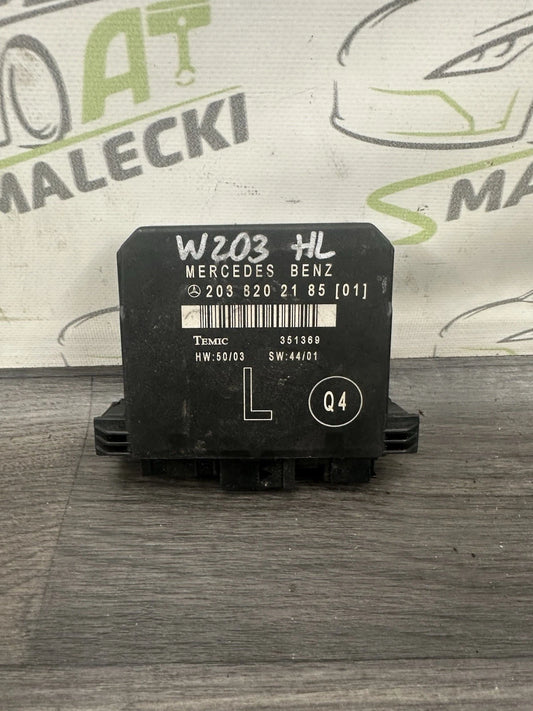 AT
MALECKI
S
MA
W203 HL
MERCEDES BENZ
203 820 21 85 [01]
TEMIC 351369
HW:50/03 SW:44/01
L
Q4